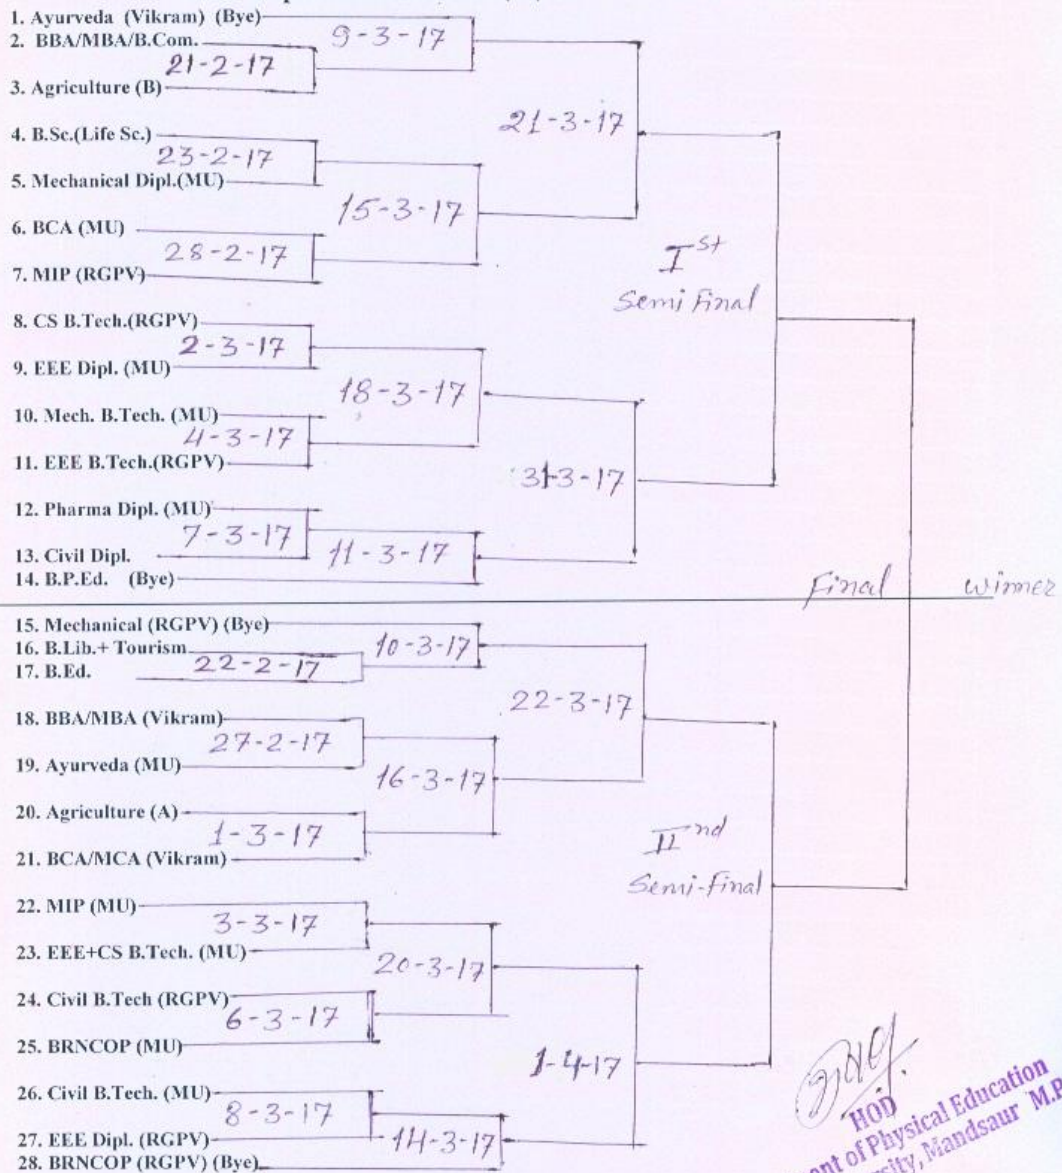 1. Ayurveda (Vikram) (Bye)
9-3-17
2. BBA/MBA/B.Com.
21-2-17
3. Agriculture (B)
21-3-17
4. B.Sc.(Life Sc.)
23-2-17
5. Mechanical Dipl.(MU)
15-3-17
6. BCA (MU)
28-2-17
7. MIP (RGPV)
Ist
Semi Final
8. CS B.Tech.(RGPV)
2-3-17
9. EEE Dipl. (MU)
18-3-17
10. Mech. B.Tech. (MU)
4-3-17
11. EEE B.Tech.(RGPV)
31-3-17
12. Pharma Dipl. (MU)
7-3-17
13. Civil Dipl.
11-3-17
14. B.P.Ed. (Bye)
Final Winner
15. Mechanical (RGPV) (Bye)
16. B.Lib.+ Tourism
10-3-17
17. B.Ed.
22-2-17
18. BBA/MBA (Vikram)
22-3-17
27-2-17
19. Ayurveda (MU)
16-3-17
20. Agriculture (A)
1-3-17
21. BCA/MCA (Vikram)
IInd
Semi-Final
22. MIP (MU)
3-3-17
23. EEE+CS B.Tech. (MU)
20-3-17
24. Civil B.Tech (RGPV)
6-3-17
25. BRNCOP (MU)
1-4-17
26. Civil B.Tech. (MU)
8-3-17
27. EEE Dipl. (RGPV)
14-3-17
28. BRNCOP (RGPV) (Bye)
HOD
of Physical Education
Mandsaur M.P.